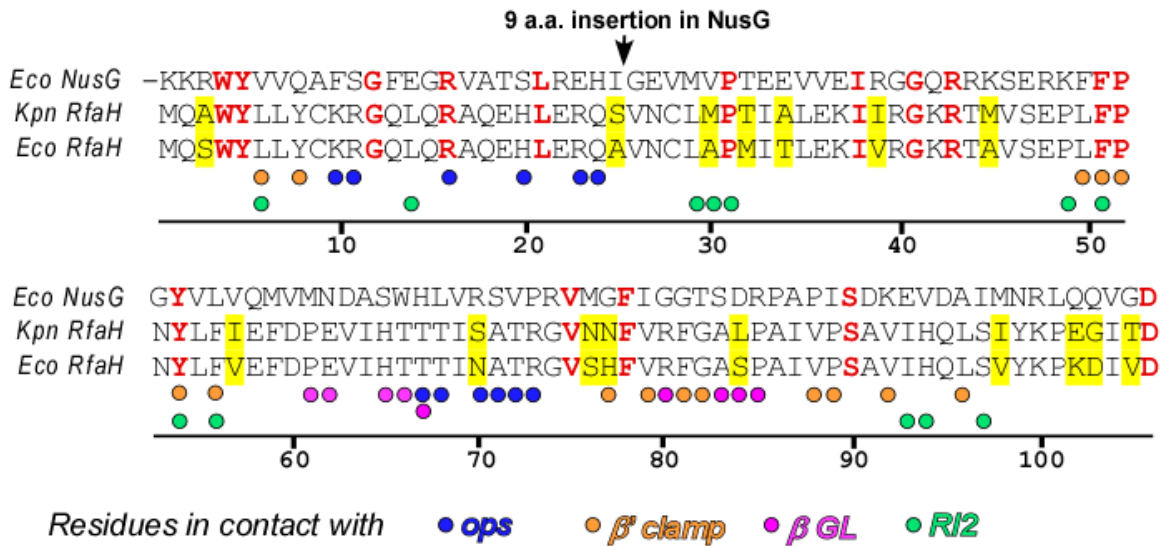 9 a.a. insertion in NusG
Eco NusG –KKRWYVVQAFSGFEGRVATSLREHIGEVMVPTEEVVEIRGGQRRKSERKFFP
Kpn RfaH MQAWYLLYCKRGQLQRAQEHLERQSVNCLMPTIALEKIIRGKRTMVSEPLFP
Eco RfaH MQSWYLLYCKRGQLQRAQEHLERQAVNCLAPMITLEKIVRGKRTAVSEPLFP
10 20 30 40 50
Eco NusG GYVLVQMVMNDASWHLVRSVPRVMGFIGGTSDRPAPISDKEVDAIMNRLQQVGD
Kpn RfaH NYLFIEFDPEVIHTTTISATRGVNNFVRFGALPAIVPSAVIHQLSIYKPEGITD
Eco RfaH NYLFVEFDPEVIHTTTINATRGVSHFVRFGASPAIVPSAVIHQLSVYKPKDIVD
60 70 80 90 100
Residues in contact with ops β' clamp β GL RI2